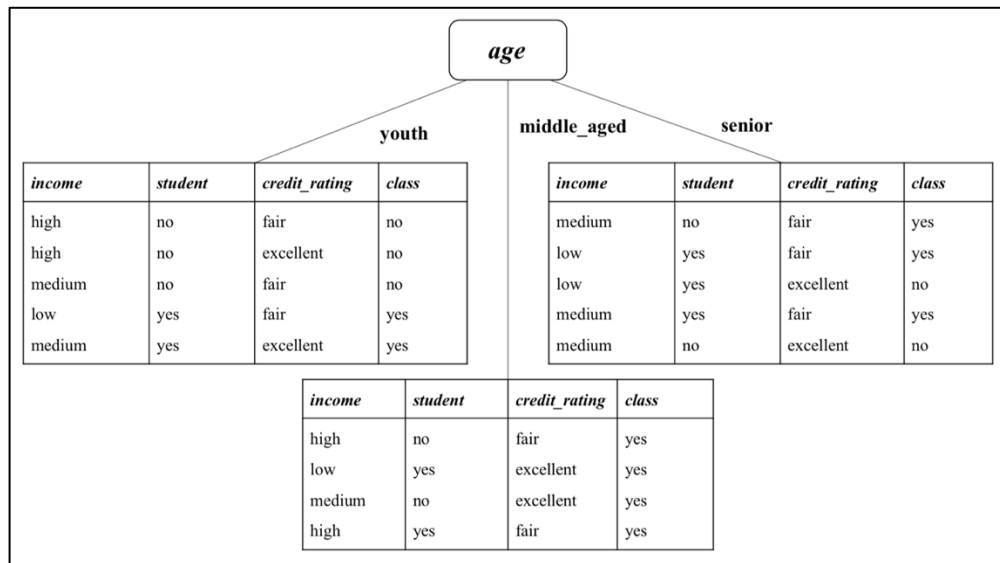 age
youth
middle_aged
senior
income student credit_rating class
high no fair no
high no excellent no
medium no fair no
low yes fair yes
medium yes excellent yes
income student credit_rating class
medium no fair yes
low yes fair yes
low yes excellent no
medium yes fair yes
medium no excellent no
income student credit_rating class
high no fair yes
low yes excellent yes
medium no excellent yes
high yes fair yes